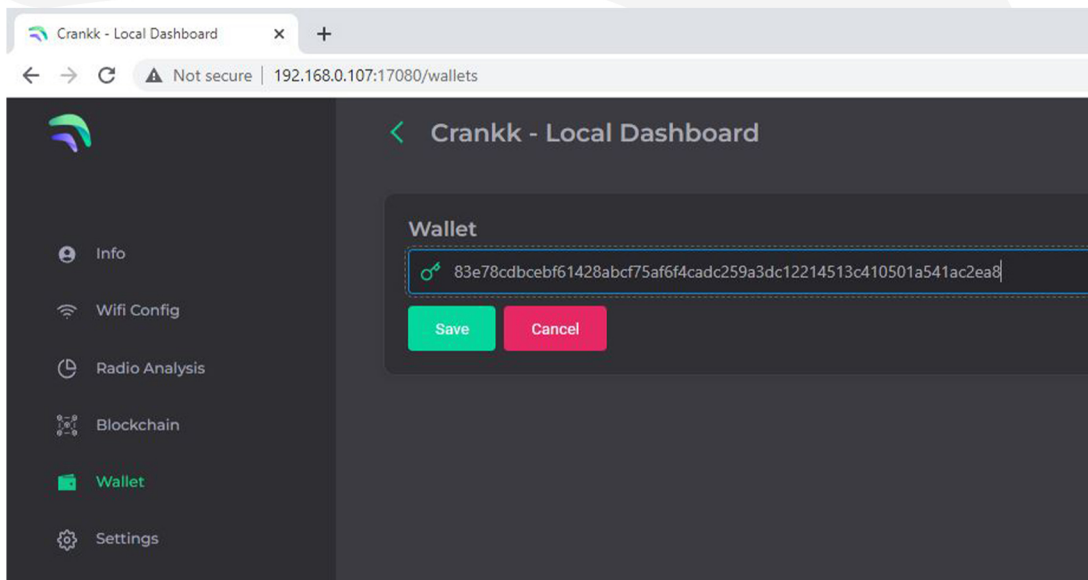 Crankk - Local Dashboard
Not secure | 192.168.0.107:17080/wallets
Crankk - Local Dashboard
Wallet
83e78cdbcebf61428abcf75af6f4cadc259a3dc12214513c410501a541ac2ea8
Save Cancel
Info
Wifi Config
Radio Analysis
Blockchain
Wallet
Settings